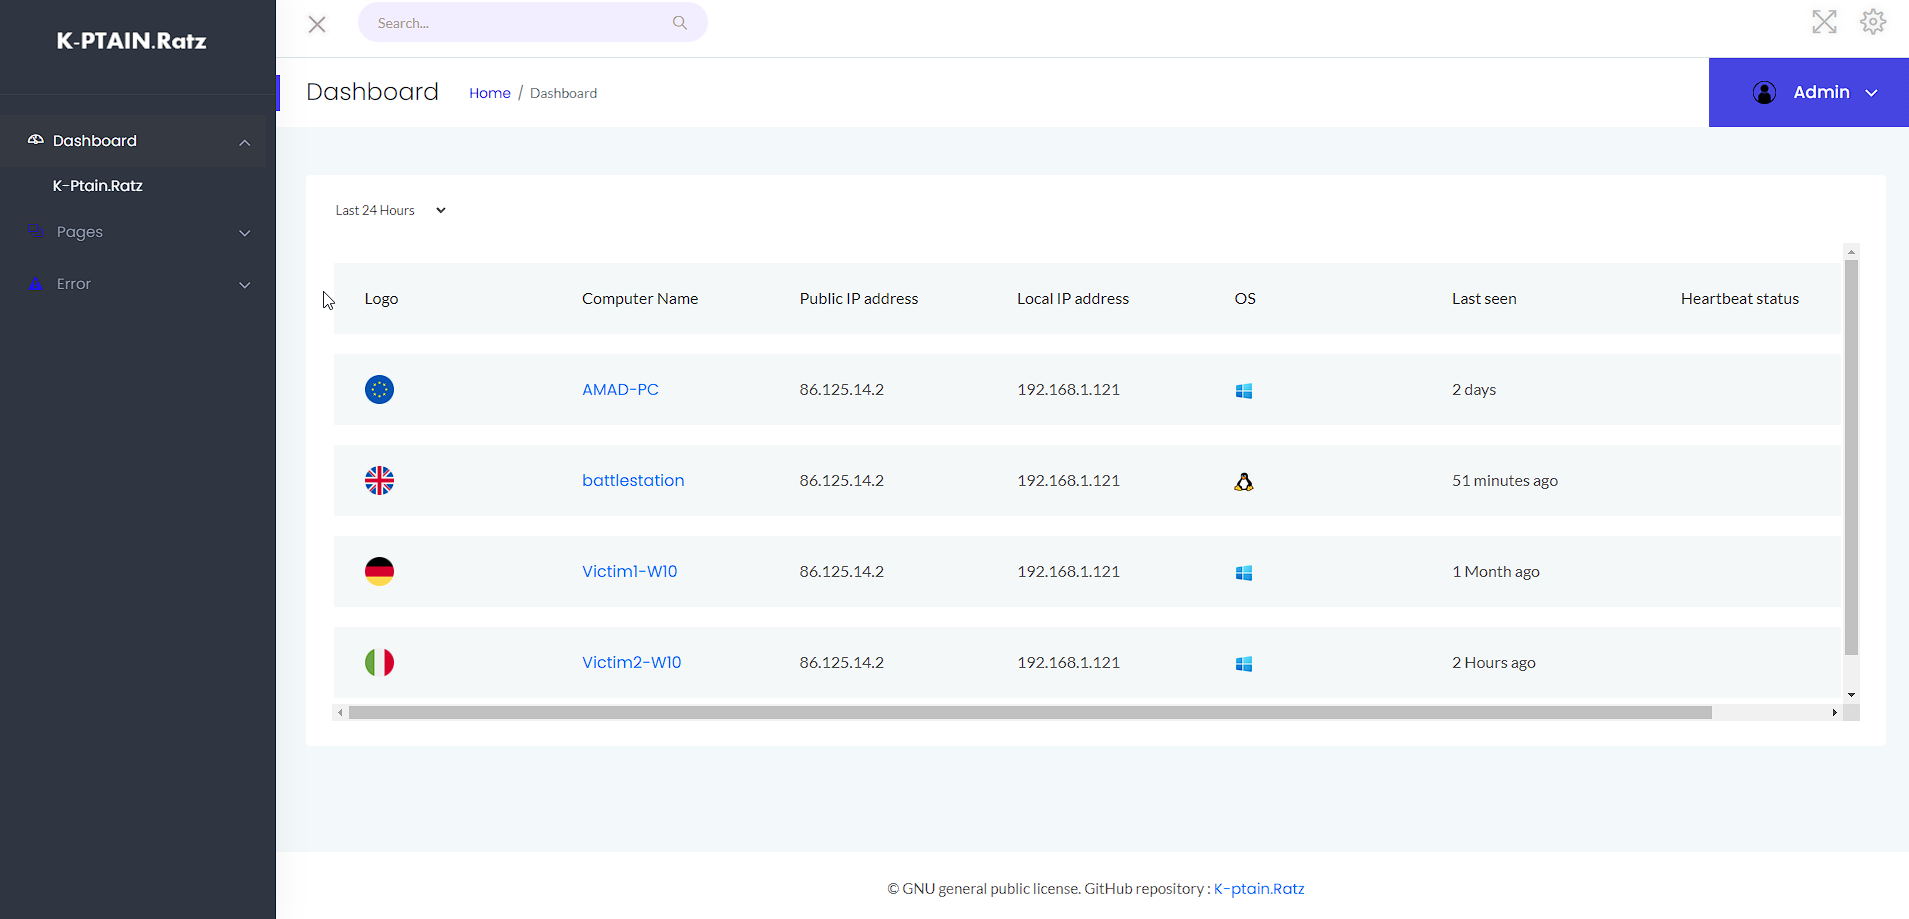 K-PTAIN.Ratz
Search...
Dashboard
Home / Dashboard
Admin
Dashboard
K-Ptain.Ratz
Pages
Error
Last 24 Hours
Logo Computer Name Public IP address Local IP address OS Last seen Heartbeat status
AMAD-PC 86.125.14.2 192.168.1.121 2 days
battlestation 86.125.14.2 192.168.1.121 51 minutes ago
Victim1-W10 86.125.14.2 192.168.1.121 1 Month ago
Victim2-W10 86.125.14.2 192.168.1.121 2 Hours ago
© GNU general public license. GitHub repository : K-ptain.Ratz